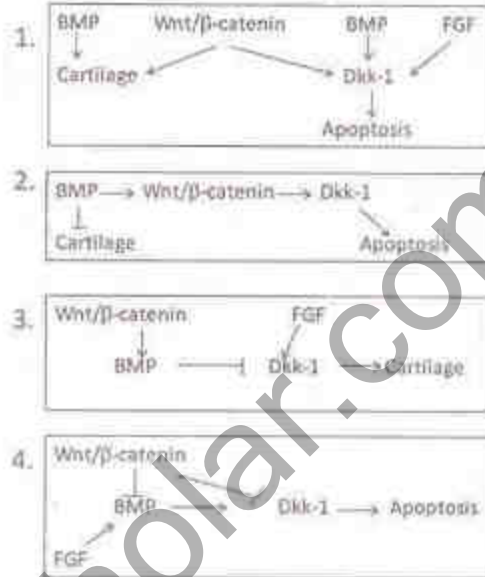 1.
BMP Wnt/β-catenin BMP FGF
Cartilage Dkk-1
Apoptosis
2.
BMP Wnt/β-catenin Dkk-1
Cartilage Apoptosis
3.
Wnt/β-catenin FGF
BMP Dkk-1 Cartilage
4.
Wnt/β-catenin
BMP Dkk-1 Apoptosis
FGF